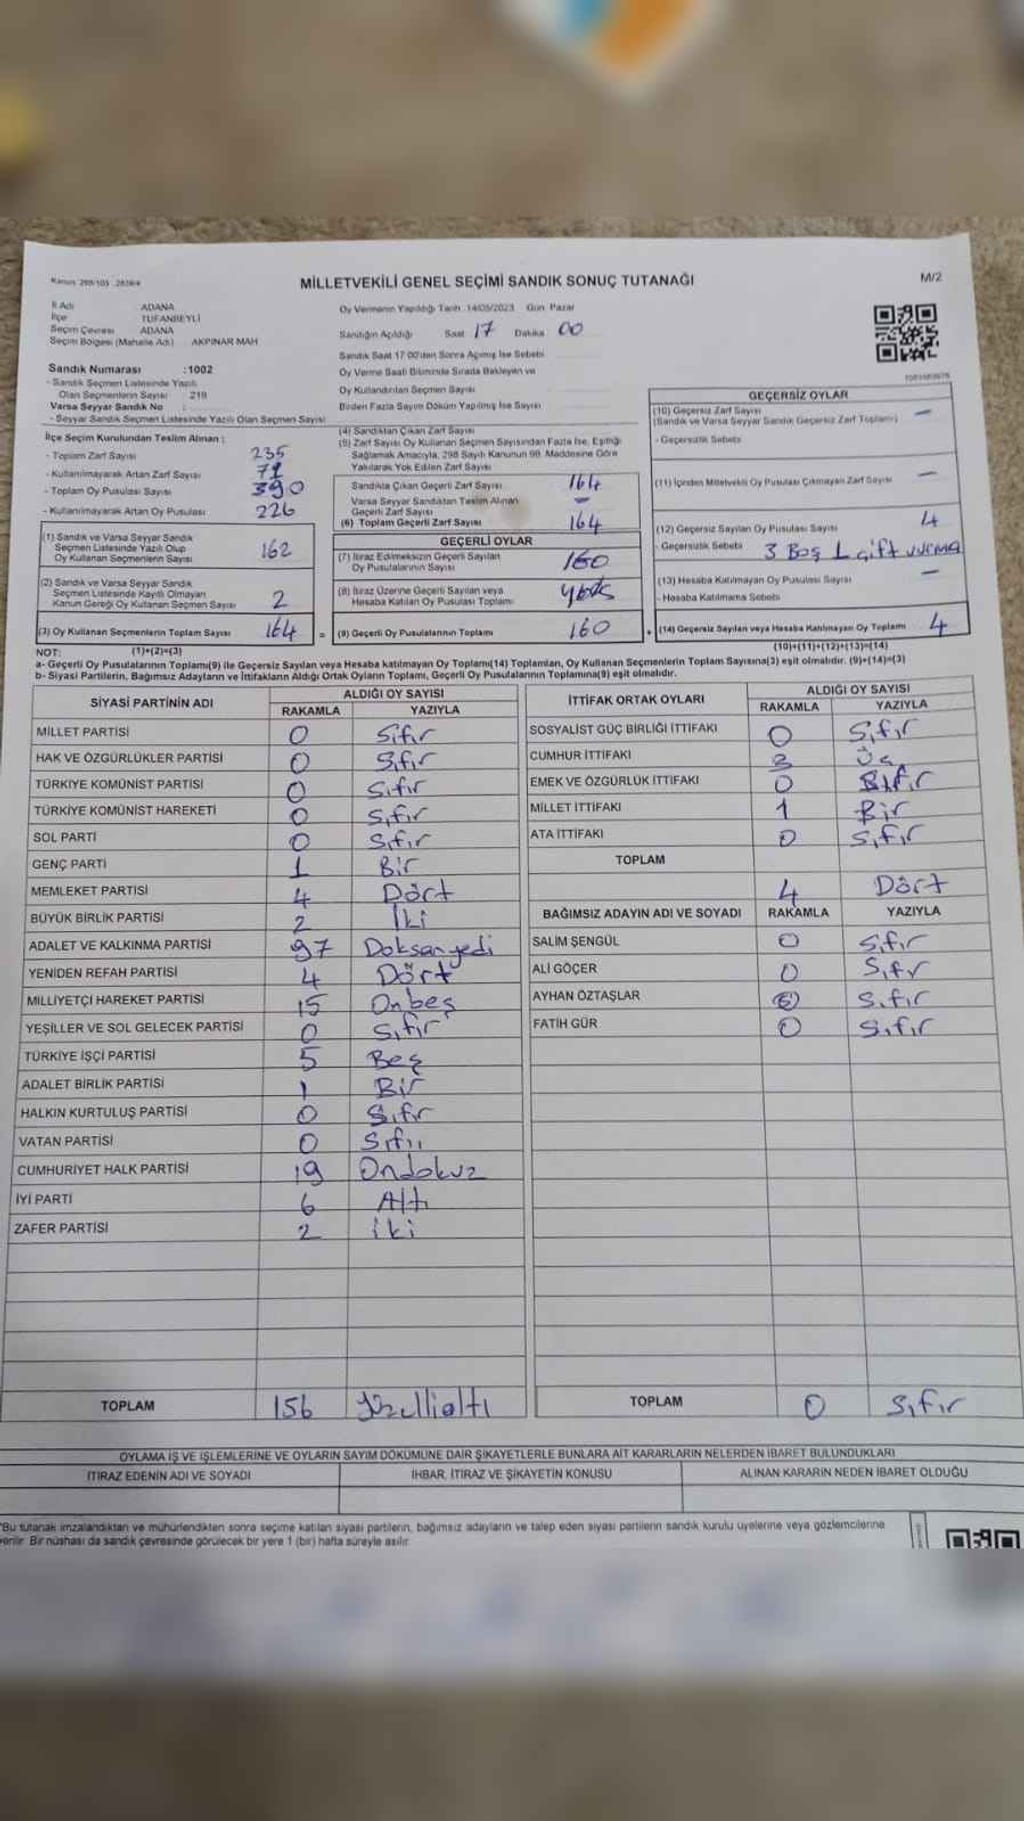 MİLLETVEKİLİ GENEL SEÇİMİ SANDIK SONUÇ TUTANAĞI
M/2
İl Adı ADANA
İlçe TUFANBEYLİ
Seçim Çevresi ADANA
Seçim Bölgesi (Mahalle Adı) AKPINAR MAH
Sandık Numarası :1002
- Sandık Seçmen Listesinde Yazılı
Olan Seçmenlerin Sayısı : 219
Varsa Seyyar Sandık No :
- Seyyar Sandık Seçmen Listesinde Yazılı Olan Seçmen Sayısı
Oy Vermenin Yapıldığı Tarih 14/05/2023 Gün Pazar
Sandığın Açıldığı Saat 17 Dakika 00
Sandık Saat 17.00'den Sonra Açılmış İse Sebebi
Oy Verme Saati Bitiminde Sırada Bekleyen ve
Oy Kullandırılan Seçmen Sayısı
Birden Fazla Sayım Döküm Yapılmış İse Sayısı
İlçe Seçim Kurulundan Teslim Alınan :
- Toplam Zarf Sayısı 235
- Kullanılmayarak Artan Zarf Sayısı 71
- Toplam Oy Pusulası Sayısı 390
- Kullanılmayarak Artan Oy Pusulası 226
(1) Sandık ve Varsa Seyyar Sandık
Seçmen Listesinde Yazılı Olup
Oy Kullanan Seçmenlerin Sayısı 162
(2) Sandık ve Varsa Seyyar Sandık
Seçmen Listesinde Kayıtlı Olmayan
Kanun Gereği Oy Kullanan Seçmen Sayısı 2
(3) Oy Kullanan Seçmenlerin Toplam Sayısı 164 =
(4) Sandıktan Çıkan Zarf Sayısı
(5) Zarf Sayısı Oy Kullanan Seçmen Sayısından Fazla İse, Eşitliği
Sağlamak Amacıyla, 298 Sayılı Kanunun 98. Maddesine Göre
Yakılarak Yok Edilen Zarf Sayısı
Sandıkta Çıkan Geçerli Zarf Sayısı 164
Varsa Seyyar Sandıktan Teslim Alınan
Geçerli Zarf Sayısı -
(6) Toplam Geçerli Zarf Sayısı 164
GEÇERLİ OYLAR
(7) İtiraz Edilmeksizin Geçerli Sayılan
Oy Pusulalarının Sayısı 160
(8) İtiraz Üzerine Geçerli Sayılan veya
Hesaba Katılan Oy Pusulası Toplamı
(9) Geçerli Oy Pusulalarının Toplamı 160 +
GEÇERSİZ OYLAR
(10) Geçersiz Zarf Sayısı -
(Sandık ve Varsa Seyyar Sandık Geçersiz Zarf Toplamı)
- Geçersizlik Sebebi
(11) İçinden Milletvekili Oy Pusulası Çıkmayan Zarf Sayısı -
(12) Geçersiz Sayılan Oy Pusulası Sayısı 4
- Geçersizlik Sebebi 3 Boş 1 çift vurma
(13) Hesaba Katılmayan Oy Pusulası Sayısı -
- Hesaba Katılmama Sebebi
(14) Geçersiz Sayılan veya Hesaba Katılmayan Oy Toplamı 4
NOT: (1)+(2)=(3) (10)+(11)+(12)+(13)=(14)
a- Geçerli Oy Pusulalarının Toplamı(9) ile Geçersiz Sayılan veya Hesaba katılmayan Oy Toplamı(14) Toplamları, Oy Kullanan Seçmenlerin Toplam Sayısına(3) eşit olmalıdır. (9)+(14)=(3)
b- Siyasi Partilerin, Bağımsız Adayların ve İttifakların Aldığı Oyların Toplamı, Geçerli Oy Pusulalarının Toplamına(9) eşit olmalıdır.
SİYASİ PARTİNİN ADI ALDIĞI OY SAYISI
RAKAMLA YAZIYLA
MİLLET PARTİSİ 0 Sıfır
HAK VE ÖZGÜRLÜKLER PARTİSİ 0 Sıfır
TÜRKİYE KOMÜNİST PARTİSİ 0 Sıfır
TÜRKİYE KOMÜNİST HAREKETİ 0 Sıfır
SOL PARTİ 0 Sıfır
GENÇ PARTİ 1 Bir
MEMLEKET PARTİSİ 4 Dört
BÜYÜK BİRLİK PARTİSİ 2 İki
ADALET VE KALKINMA PARTİSİ 97 Doksanyedi
YENİDEN REFAH PARTİSİ 4 Dört
MİLLİYETÇİ HAREKET PARTİSİ 15 Onbeş
YEŞİLLER VE SOL GELECEK PARTİSİ 0 Sıfır
TÜRKİYE İŞÇİ PARTİSİ 5 Beş
ADALET BİRLİK PARTİSİ 1 Bir
HALKIN KURTULUŞ PARTİSİ 0 Sıfır
VATAN PARTİSİ 0 Sıfır
CUMHURİYET HALK PARTİSİ 19 Ondokuz
İYİ PARTİ 6 Altı
ZAFER PARTİSİ 2 iki
TOPLAM 156 Yüzellialtı
İTTİFAK ORTAK OYLARI ALDIĞI OY SAYISI
RAKAMLA YAZIYLA
SOSYALİST GÜÇ BİRLİĞİ İTTİFAKI 0 Sıfır
CUMHUR İTTİFAKI 3 Üç
EMEK VE ÖZGÜRLÜK İTTİFAKI 0 Sıfır
MİLLET İTTİFAKI 1 Bir
ATA İTTİFAKI 0 Sıfır
TOPLAM
4 Dört
BAĞIMSIZ ADAYIN ADI VE SOYADI RAKAMLA YAZIYLA
SALİM ŞENGÜL 0 Sıfır
ALİ GÖÇER 0 Sıfır
AYHAN ÖZTAŞLAR Sıfır
FATİH GÜR 0 Sıfır
TOPLAM 0 Sıfır
OYLAMA İŞ VE İŞLEMLERİNE VE OYLARIN SAYIM DÖKÜMÜNE DAİR ŞİKAYETLERLE BUNLARA AİT KARARLARIN NELERDEN İBARET BULUNDUKLARI
İTİRAZ EDENİN ADI VE SOYADI İHBAR, İTİRAZ VE ŞİKAYETİN KONUSU ALINAN KARARIN NEDEN İBARET OLDUĞU
*Bu tutanak imzalandıktan ve mühürlendikten sonra seçime katılan siyasi partilerin, bağımsız adayların ve talep eden siyasi partilerin sandık kurulu üyelerine veya gözlemcilerine
verilir. Bir nüshası da sandık çevresinde görülecek bir yere 1 (bir) hafta süreyle asılır.